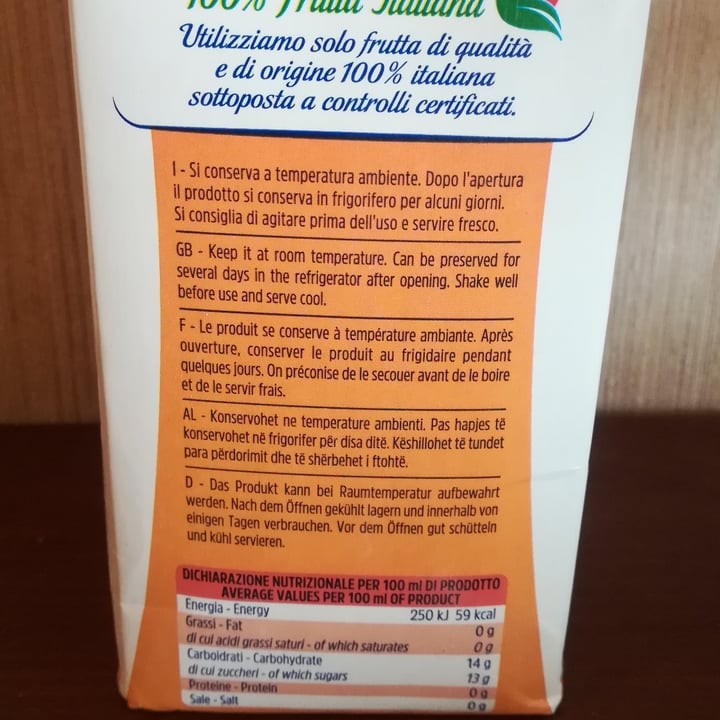 100% frutta Italiana
Utilizziamo solo frutta di qualità
e di origine 100% italiana
sottoposta a controlli certificati.
I - Si conserva a temperatura ambiente. Dopo l'apertura
il prodotto si conserva in frigorifero per alcuni giorni.
Si consiglia di agitare prima dell'uso e servire fresco.
GB - Keep it at room temperature. Can be preserved for
several days in the refrigerator after opening. Shake well
before use and serve cool.
F - Le produit se conserve à température ambiante. Après
ouverture, conserver le produit au frigidaire pendant
quelques jours. On préconise de le secouer avant de le boire
et de le servir frais.
AL - Konservohet ne temperature ambienti. Pas hapjes të
konservohet në frigorifer për disa ditë. Këshillohet të tundet
para përdorimit dhe të shërbehet i ftohtë.
D - Das Produkt kann bei Raumtemperatur aufbewahrt
werden. Nach dem Öffnen gekühlt lagern und innerhalb von
einigen Tagen verbrauchen. Vor dem Öffnen gut schütteln
und kühl servieren.
DICHIARAZIONE NUTRIZIONALE PER 100 ml DI PRODOTTO
AVERAGE VALUES PER 100 ml OF PRODUCT
Energia - Energy 250 kJ 59 kcal
Grassi - Fat 0 g
di cui acidi grassi saturi - of which saturates 0 g
Carboidrati - Carbohydrate 14 g
di cui zuccheri - of which sugars 13 g
Proteine - Protein 0 g
Sale - Salt 0 g